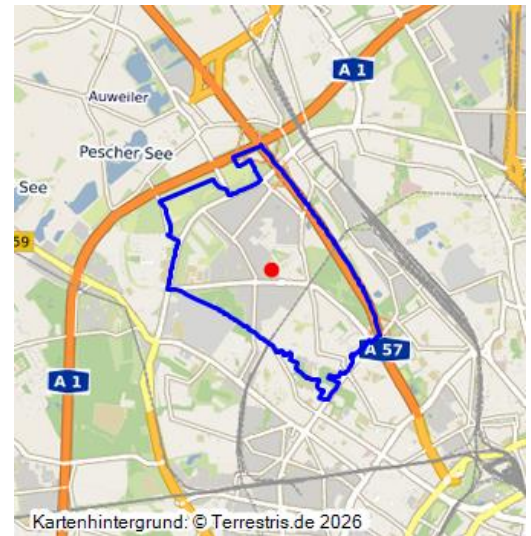 A 1
Auweiler
Pescher See
See
59
A 57
A 1
Kartenhintergrund: © Terrestris.de 2026